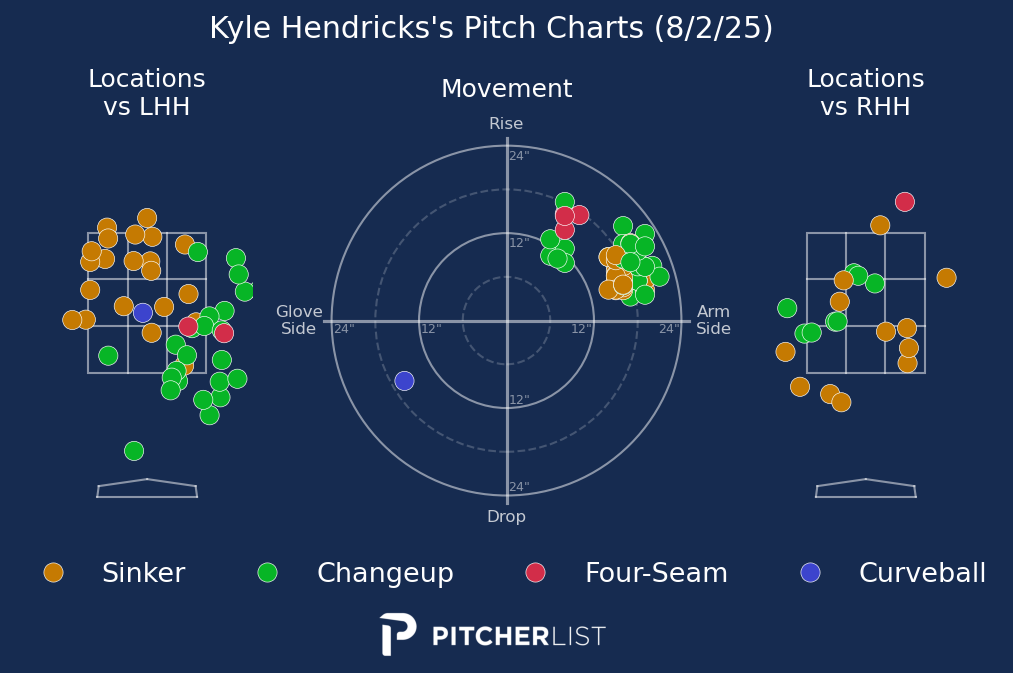 Kyle Hendricks's Pitch Charts (8/2/25)
Locations
vs LHH
Movement
Locations
vs RHH
Rise
24"
12"
Glove
Side
24"
12"
12"
24"
Arm
Side
12"
24"
Drop
Sinker
Changeup
Four-Seam
Curveball
PITCHERLIST